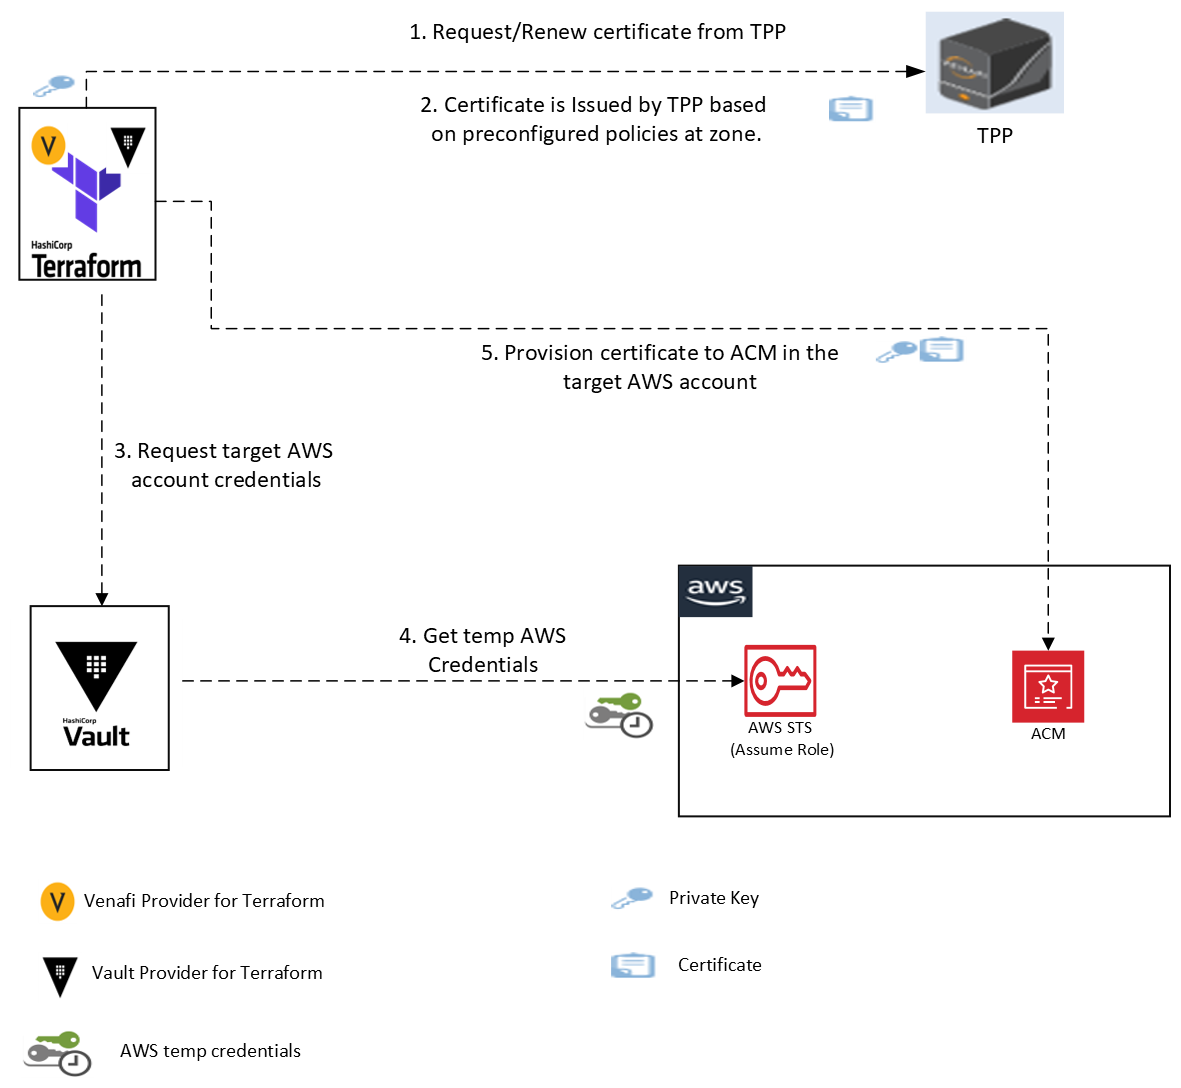 1. Request/Renew certificate from TPP
2. Certificate is Issued by TPP based
on preconfigured policies at zone.
TPP
V
HashiCorp
Terraform
5. Provision certificate to ACM in the
target AWS account
3. Request target AWS
account credentials
aws
4. Get temp AWS
Credentials
HashiCorp
Vault
AWS STS
(Assume Role)
ACM
V
Venafi Provider for Terraform
Private Key
Vault Provider for Terraform
Certificate
AWS temp credentials